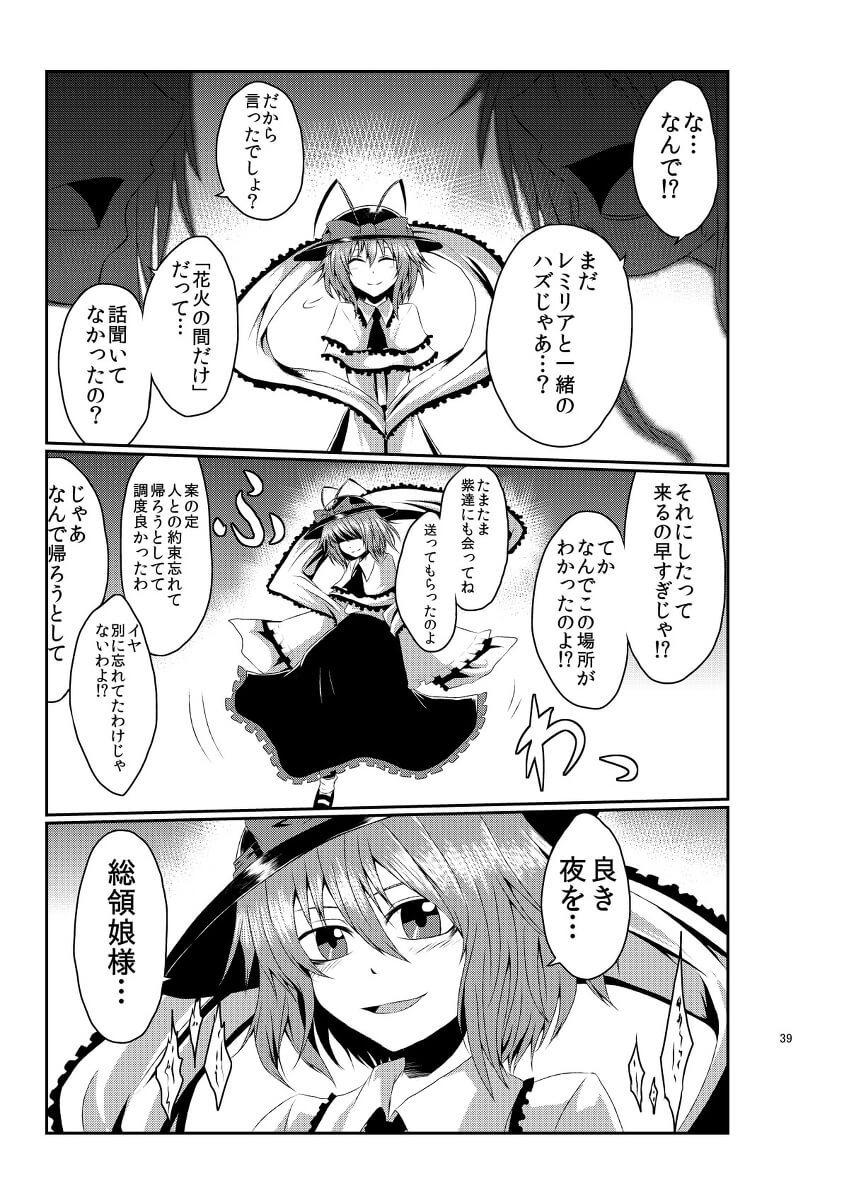 な…
なんで!?
まだ
レミリアと一緒の
ハズじゃあ…?
だから
言ったでしょ?
「花火の間だけ」
だって…
話聞いて
なかったの?
それにしたって
来るの早すぎじゃ!?
てか
なんでこの場所が
わかったのよ!?
たまたま
紫達にも会ってね
送ってもらったのよ
ふ
わっ
案の定
人との約束忘れて
帰ろうとしてて
調度良かったわ
イヤ
別に忘れてたわけじゃ
ないわよ!?
じゃあ
なんで帰ろうとして
良き
夜を…
総領娘様…
39